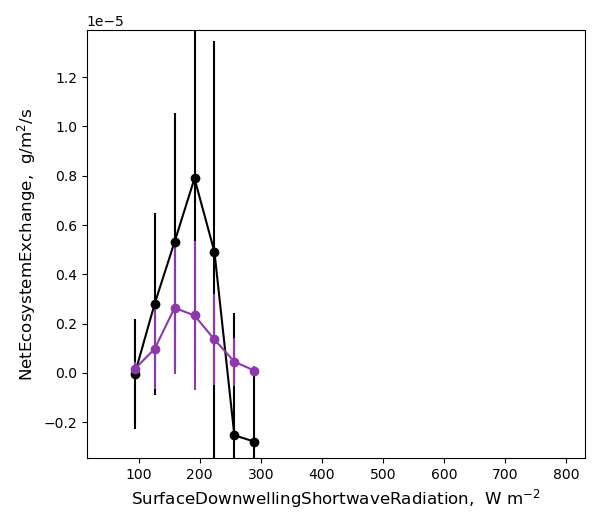 1e−5
1.2
1.0
0.8
0.6
0.4
0.2
0.0
−0.2
NetEcosystemExchange, g/m²/s
100 200 300 400 500 600 700 800
SurfaceDownwellingShortwaveRadiation, W m⁻²